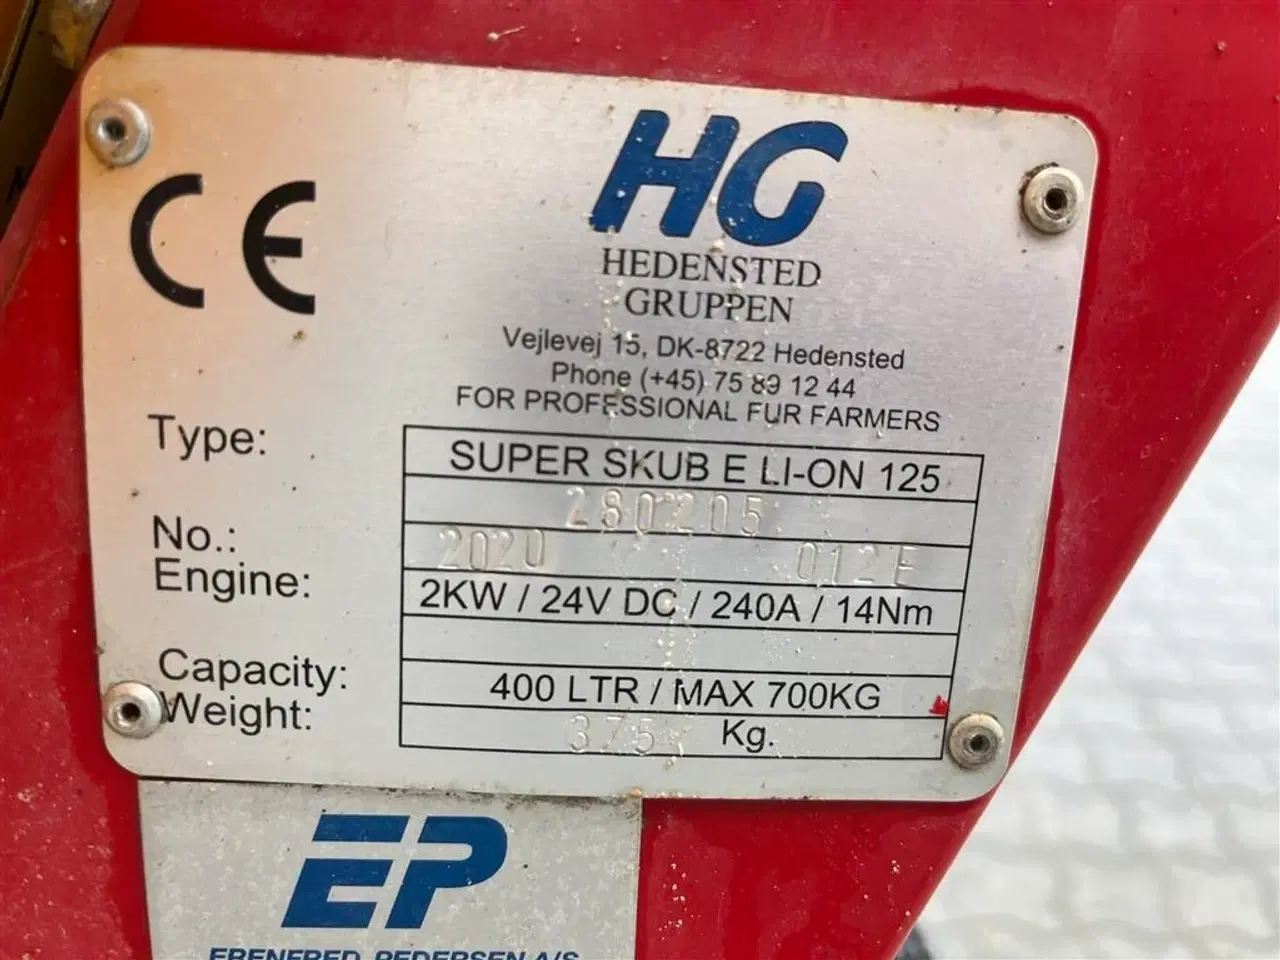 CE
HG
HEDENSTED
GRUPPEN
Vejlevej 15, DK-8722 Hedensted
Phone (+45) 75 89 12 44
FOR PROFESSIONAL FUR FARMERS
Type: SUPER SKUB E LI-ON 125
280205
No.: 2020 012E
Engine: 2KW / 24V DC / 240A / 14Nm
Capacity: 400 LTR / MAX 700KG
Weight: 375 Kg.
EP
PEDERSEN A/S